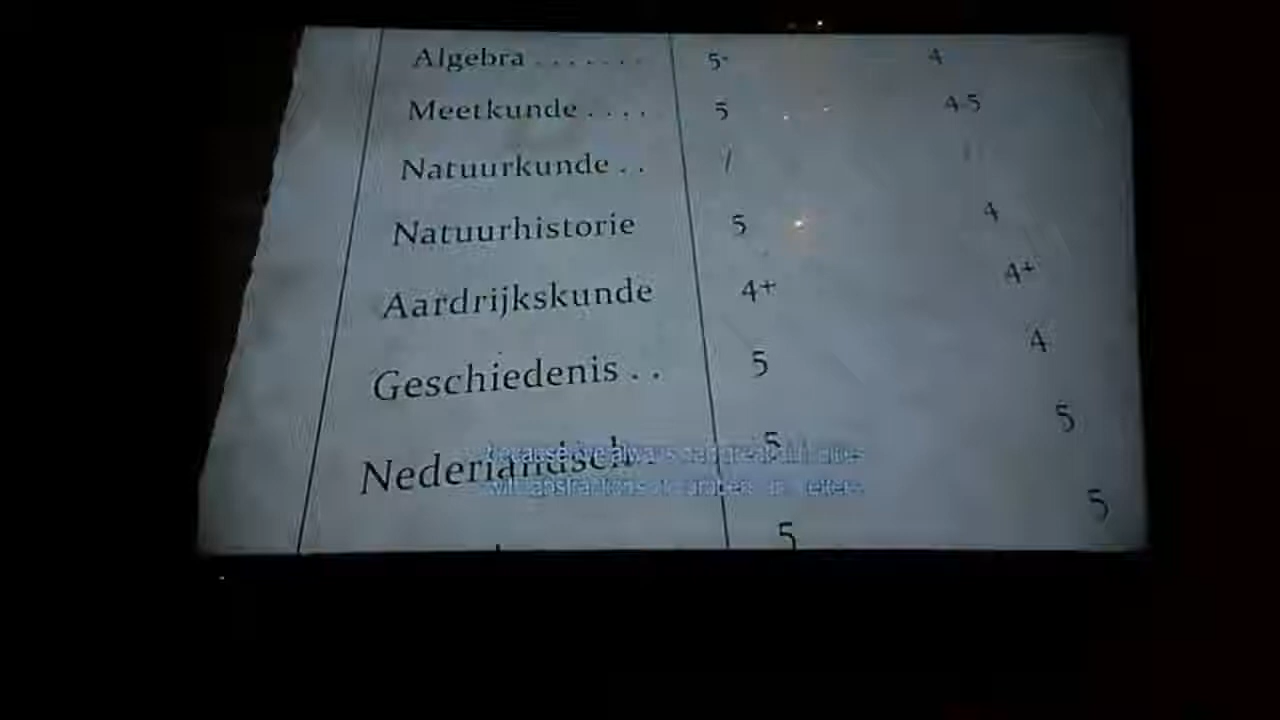 Algebra . . . . . . . 5- 4
Meetkunde . . . . 5 4-5
Natuurkunde . . /
Natuurhistorie 5 4
Aardrijkskunde 4+ 4+
Geschiedenis . . 5 4
Nederlandsch . . 5 5
5 5